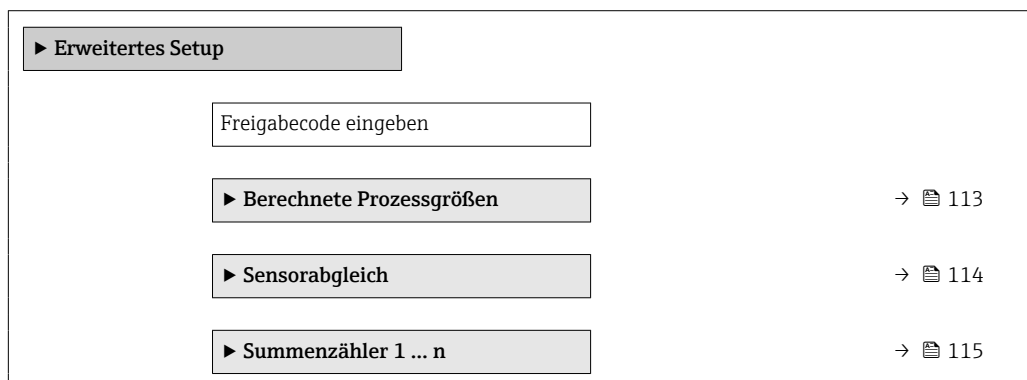 ▶ Erweitertes Setup
Freigabecode eingeben
▶ Berechnete Prozessgrößen → 113
▶ Sensorabgleich → 114
▶ Summenzähler 1 ... n → 115